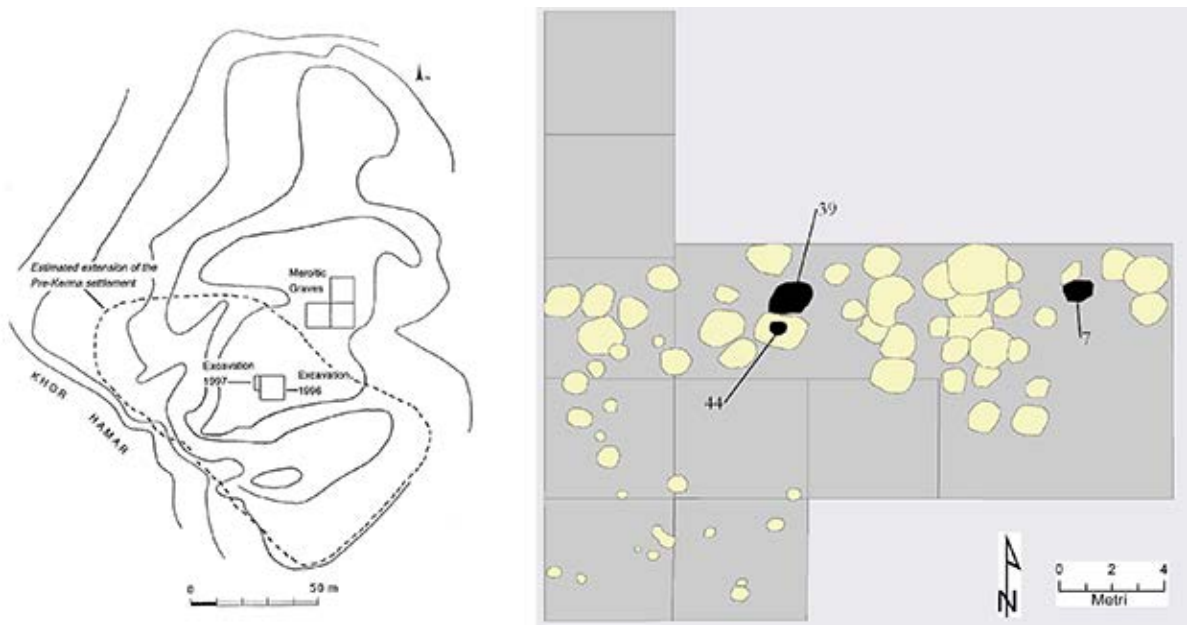 N
Estimated extension of the
Pre-Kerma settlement
Meroitic
Graves
Excavation
1997
Excavation
1996
KHOR HAMAR
0 50 m
39
44
7
N
0 2 4
Metri